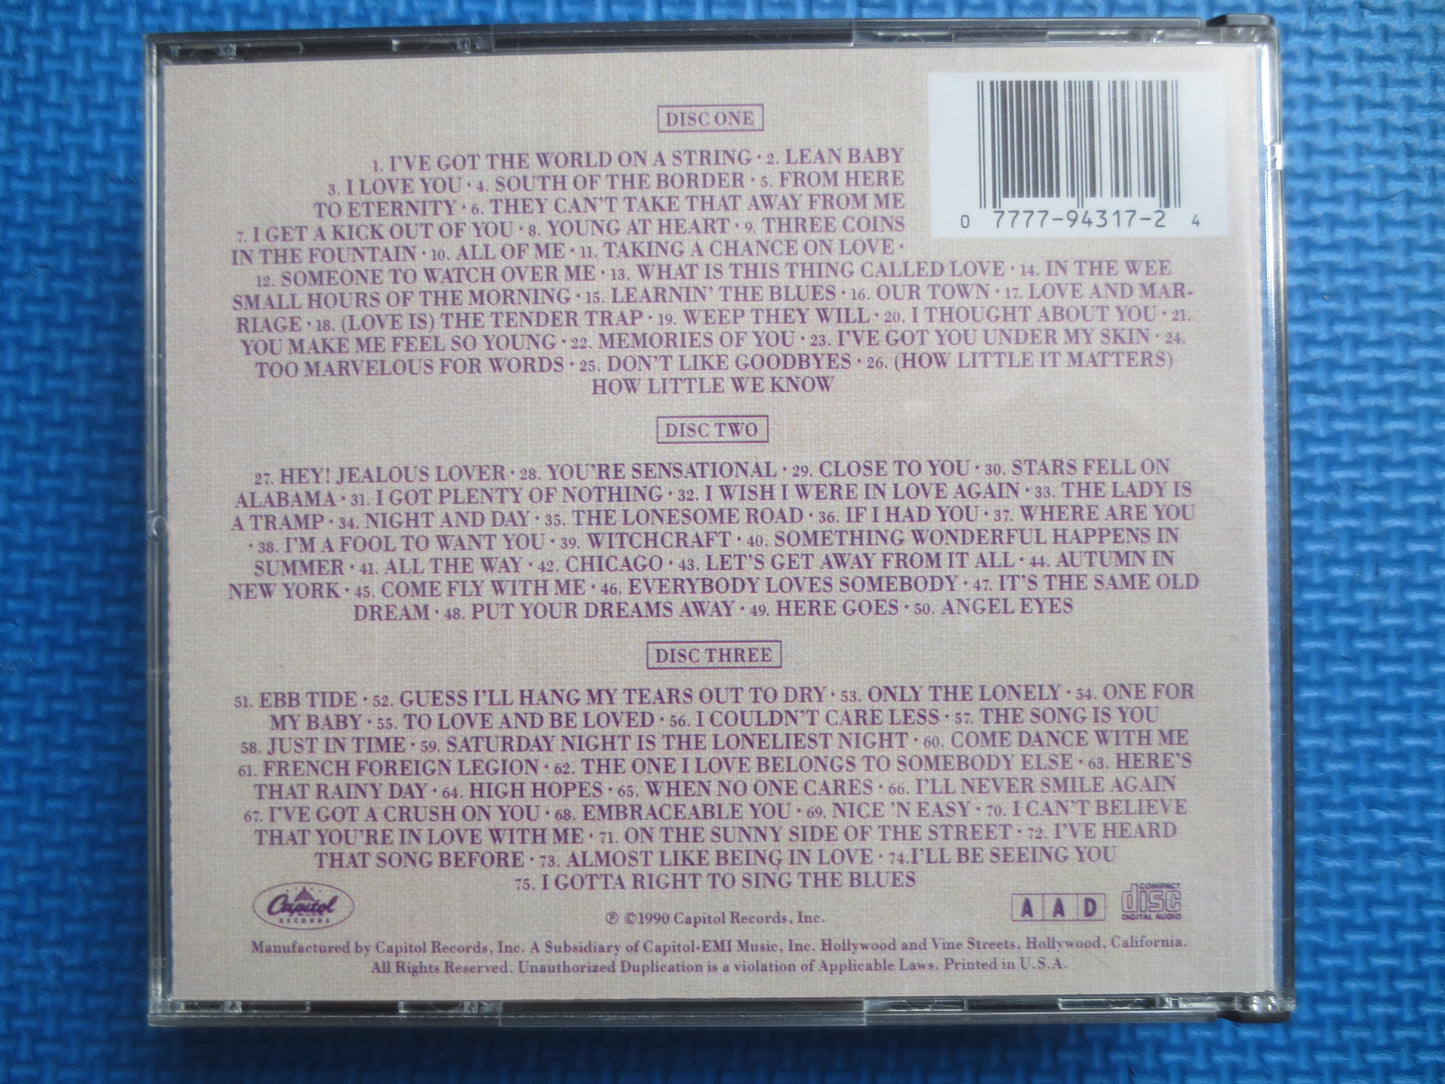 DISC ONE
1. I'VE GOT THE WORLD ON A STRING · 2. LEAN BABY
3. I LOVE YOU · 4. SOUTH OF THE BORDER · 5. FROM HERE
TO ETERNITY · 6. THEY CAN'T TAKE THAT AWAY FROM ME
7. I GET A KICK OUT OF YOU · 8. YOUNG AT HEART · 9. THREE COINS
IN THE FOUNTAIN · 10. ALL OF ME · 11. TAKING A CHANCE ON LOVE ·
12. SOMEONE TO WATCH OVER ME · 13. WHAT IS THIS THING CALLED LOVE · 14. IN THE WEE
SMALL HOURS OF THE MORNING · 15. LEARNIN' THE BLUES · 16. OUR TOWN · 17. LOVE AND MAR-
RIAGE · 18. (LOVE IS) THE TENDER TRAP · 19. WEEP THEY WILL · 20. I THOUGHT ABOUT YOU · 21.
YOU MAKE ME FEEL SO YOUNG · 22. MEMORIES OF YOU · 23. I'VE GOT YOU UNDER MY SKIN · 24.
TOO MARVELOUS FOR WORDS · 25. DON'T LIKE GOODBYES · 26. (HOW LITTLE IT MATTERS)
HOW LITTLE WE KNOW
0 7777-94317-2 4
DISC TWO
27. HEY! JEALOUS LOVER · 28. YOU'RE SENSATIONAL · 29. CLOSE TO YOU · 30. STARS FELL ON
ALABAMA · 31. I GOT PLENTY OF NOTHING · 32. I WISH I WERE IN LOVE AGAIN · 33. THE LADY IS
A TRAMP · 34. NIGHT AND DAY · 35. THE LONESOME ROAD · 36. IF I HAD YOU · 37. WHERE ARE YOU
· 38. I'M A FOOL TO WANT YOU · 39. WITCHCRAFT · 40. SOMETHING WONDERFUL HAPPENS IN
SUMMER · 41. ALL THE WAY · 42. CHICAGO · 43. LET'S GET AWAY FROM IT ALL · 44. AUTUMN IN
NEW YORK · 45. COME FLY WITH ME · 46. EVERYBODY LOVES SOMEBODY · 47. IT'S THE SAME OLD
DREAM · 48. PUT YOUR DREAMS AWAY · 49. HERE GOES · 50. ANGEL EYES
DISC THREE
51. EBB TIDE · 52. GUESS I'LL HANG MY TEARS OUT TO DRY · 53. ONLY THE LONELY · 54. ONE FOR
MY BABY · 55. TO LOVE AND BE LOVED · 56. I COULDN'T CARE LESS · 57. THE SONG IS YOU
58. JUST IN TIME · 59. SATURDAY NIGHT IS THE LONELIEST NIGHT · 60. COME DANCE WITH ME
61. FRENCH FOREIGN LEGION · 62. THE ONE I LOVE BELONGS TO SOMEBODY ELSE · 63. HERE'S
THAT RAINY DAY · 64. HIGH HOPES · 65. WHEN NO ONE CARES · 66. I'LL NEVER SMILE AGAIN
67. I'VE GOT A CRUSH ON YOU · 68. EMBRACEABLE YOU · 69. NICE 'N EASY · 70. I CAN'T BELIEVE
THAT YOU'RE IN LOVE WITH ME · 71. ON THE SUNNY SIDE OF THE STREET · 72. I'VE HEARD
THAT SONG BEFORE · 73. ALMOST LIKE BEING IN LOVE · 74. I'LL BE SEEING YOU
75. I GOTTA RIGHT TO SING THE BLUES
Capitol
RECORDS
A A D
COMPACT
disc
DIGITAL AUDIO
℗ ©1990 Capitol Records, Inc.
Manufactured by Capitol Records, Inc. A Subsidiary of Capitol-EMI Music, Inc. Hollywood and Vine Streets, Hollywood, California.
All Rights Reserved. Unauthorized Duplication is a violation of Applicable Laws. Printed in U.S.A.